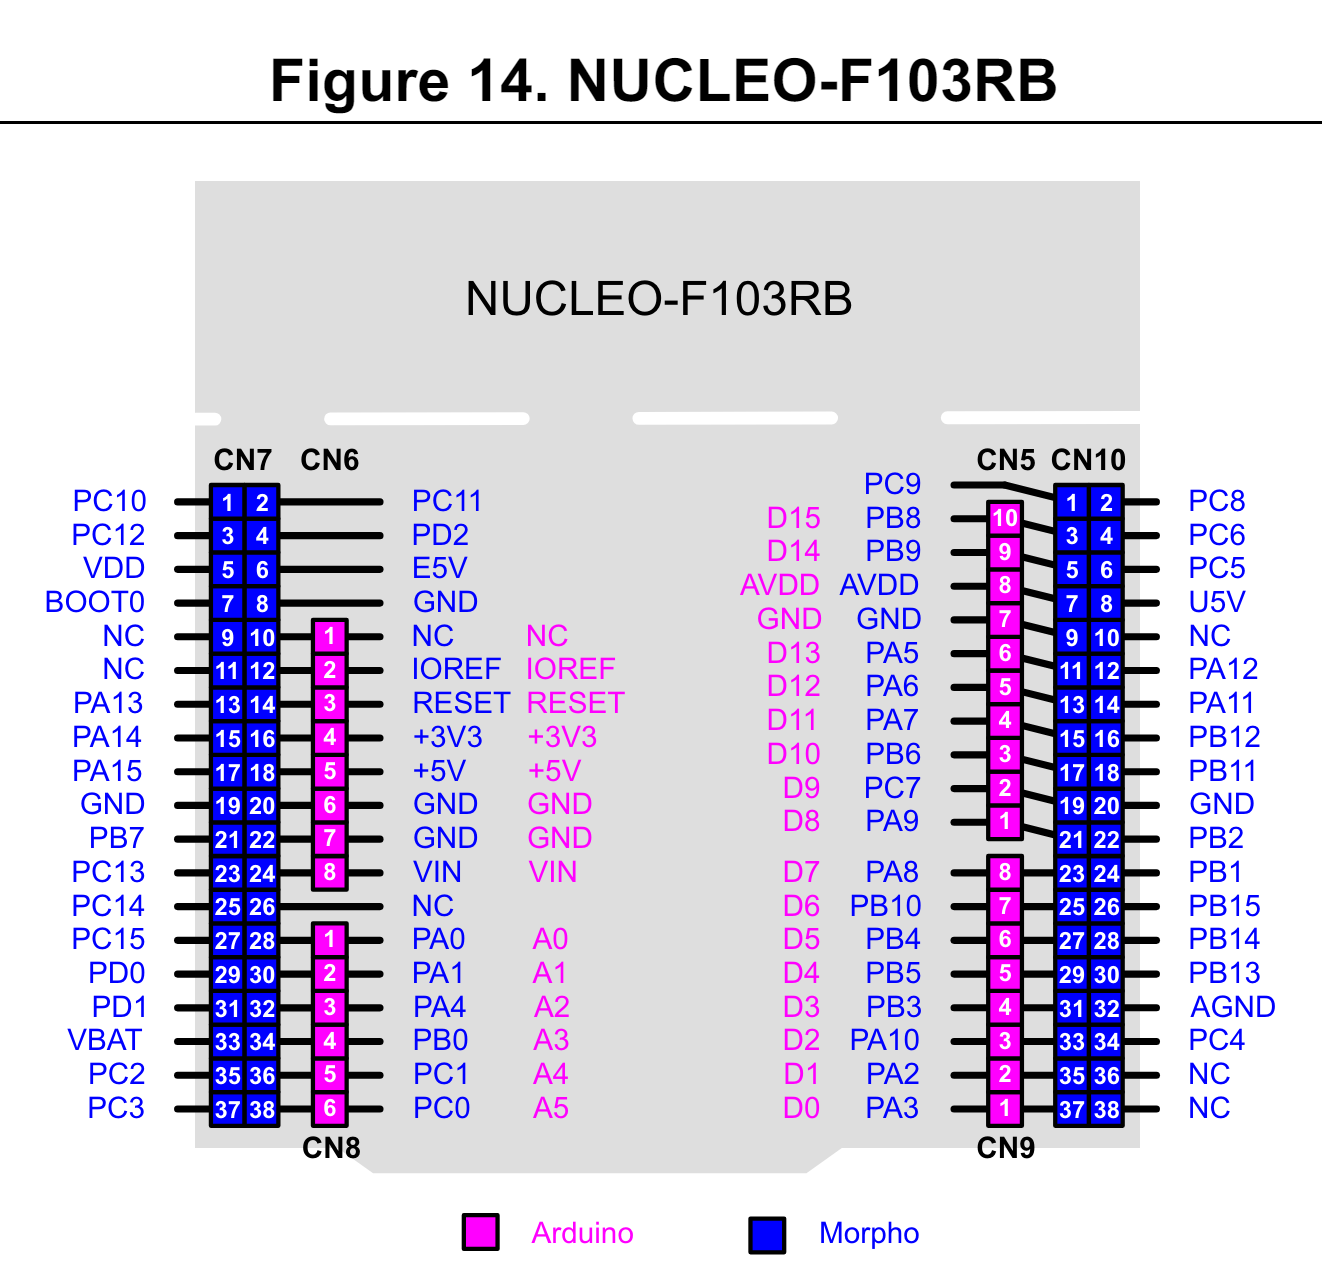 Figure 14. NUCLEO-F103RB
NUCLEO-F103RB
CN7 CN6 CN5 CN10
PC9
PC10 1 2 PC11 1 2 PC8
D15 PB8 10
PC12 3 4 PD2 3 4 PC6
D14 PB9 9
VDD 5 6 E5V 5 6 PC5
AVDD AVDD 8
BOOT0 7 8 GND 7 8 U5V
GND GND 7
NC 9 10 1 NC NC 9 10 NC
D13 PA5 6
NC 11 12 2 IOREF IOREF 11 12 PA12
D12 PA6 5
PA13 13 14 3 RESET RESET 13 14 PA11
D11 PA7 4
PA14 15 16 4 +3V3 +3V3 15 16 PB12
D10 PB6 3
PA15 17 18 5 +5V +5V 17 18 PB11
D9 PC7 2
GND 19 20 6 GND GND 19 20 GND
D8 PA9 1
PB7 21 22 7 GND GND 21 22 PB2
PC13 23 24 8 VIN VIN D7 PA8 8 23 24 PB1
PC14 25 26 NC D6 PB10 7 25 26 PB15
PC15 27 28 1 PA0 A0 D5 PB4 6 27 28 PB14
PD0 29 30 2 PA1 A1 D4 PB5 5 29 30 PB13
PD1 31 32 3 PA4 A2 D3 PB3 4 31 32 AGND
VBAT 33 34 4 PB0 A3 D2 PA10 3 33 34 PC4
PC2 35 36 5 PC1 A4 D1 PA2 2 35 36 NC
PC3 37 38 6 PC0 A5 D0 PA3 1 37 38 NC
CN8 CN9
Arduino Morpho